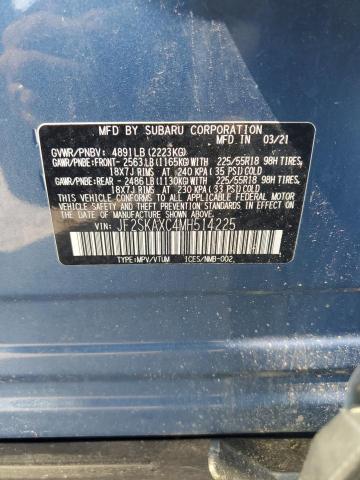 MFD BY SUBARU CORPORATION
MFD.IN 03/21
GVWR/PNBV: 4891LB(2223KG)
GAWR/PNBE:FRONT- 2563LB(1165KG)WITH 225/55R18 98H TIRES,
18X7J RIMS AT 240 KPA(35 PSI)COLD
GAWR/PNBE:REAR - 2486LB(1130KG)WITH 225/55R18 98H TIRES,
18X7J RIMS AT 230 KPA(33 PSI)COLD
THIS VEHICLE CONFORMS TO ALL APPLICABLE FEDERAL MOTOR
VEHICLE SAFETY, BUMPER, AND THEFT PREVENTION STANDARDS
IN EFFECT ON THE DATE OF MANUFACTURE SHOWN ABOVE.
VIN: JF2SKAXC4MH514225
TYPE:MPV/VTUM ICES/NMB-002